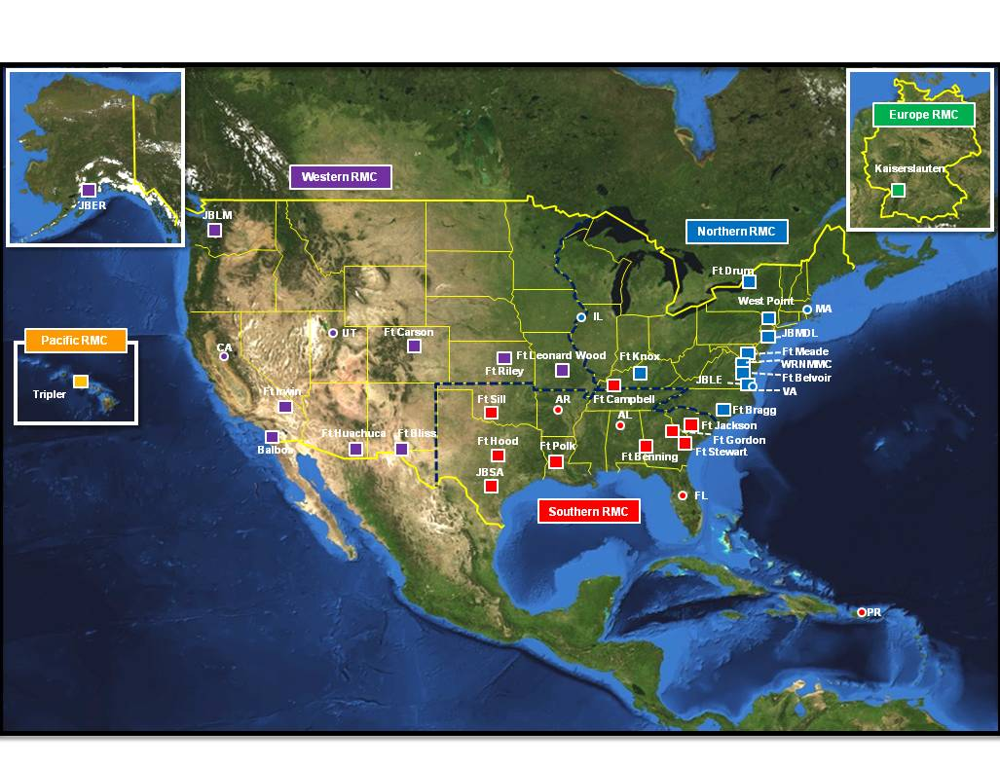 Europe RMC
Kaiserslauten
Western RMC
JBER
JBLM
Northern RMC
Ft Drum
West Point
MA
IL
JBMDL
UT
Ft Carson
Pacific RMC
CA
Ft Leonard Wood
Ft Knox
Ft Meade
WRNMMC
Ft Riley
JBLE
Ft Belvoir
VA
Tripler
Ft Irwin
Ft Sill
AR
Ft Campbell
AL
Ft Bragg
Ft Jackson
Ft Huachuca
Ft Bliss
Ft Gordon
Balboa
Ft Hood
Ft Polk
Ft Benning
Ft Stewart
JBSA
FL
Southern RMC
PR